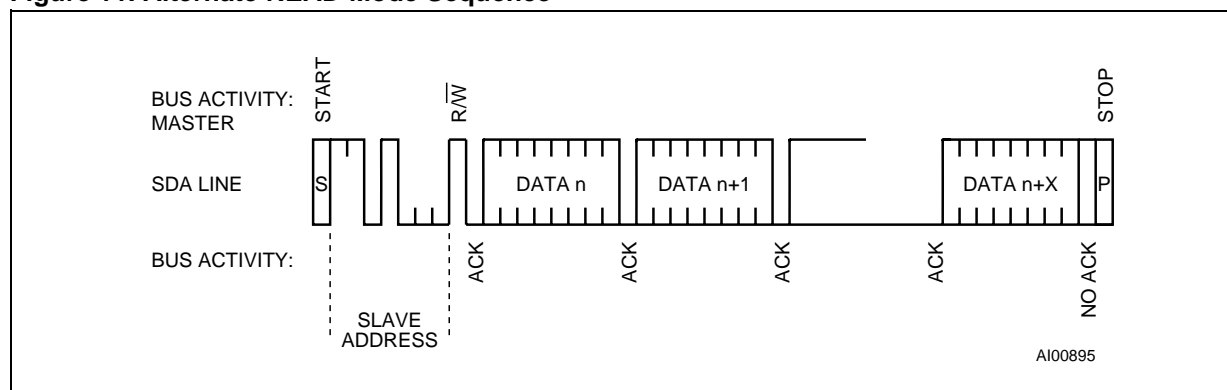 Figure 11. Alternate READ Mode Sequence
BUS ACTIVITY:
MASTER
START
R/W
STOP
SDA LINE
S
DATA n
DATA n+1
DATA n+X
P
BUS ACTIVITY:
ACK
ACK
ACK
ACK
NO ACK
SLAVE
ADDRESS
AI00895